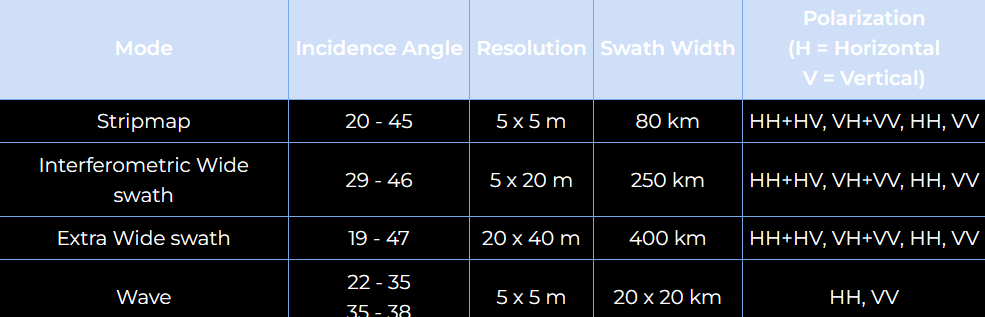 Mode Incidence Angle Resolution Swath Width Polarization
(H = Horizontal
V = Vertical)
Stripmap 20 - 45 5 x 5 m 80 km HH+HV, VH+VV, HH, VV
Interferometric Wide
swath 29 - 46 5 x 20 m 250 km HH+HV, VH+VV, HH, VV
Extra Wide swath 19 - 47 20 x 40 m 400 km HH+HV, VH+VV, HH, VV
Wave 22 - 35
35 - 38 5 x 5 m 20 x 20 km HH, VV